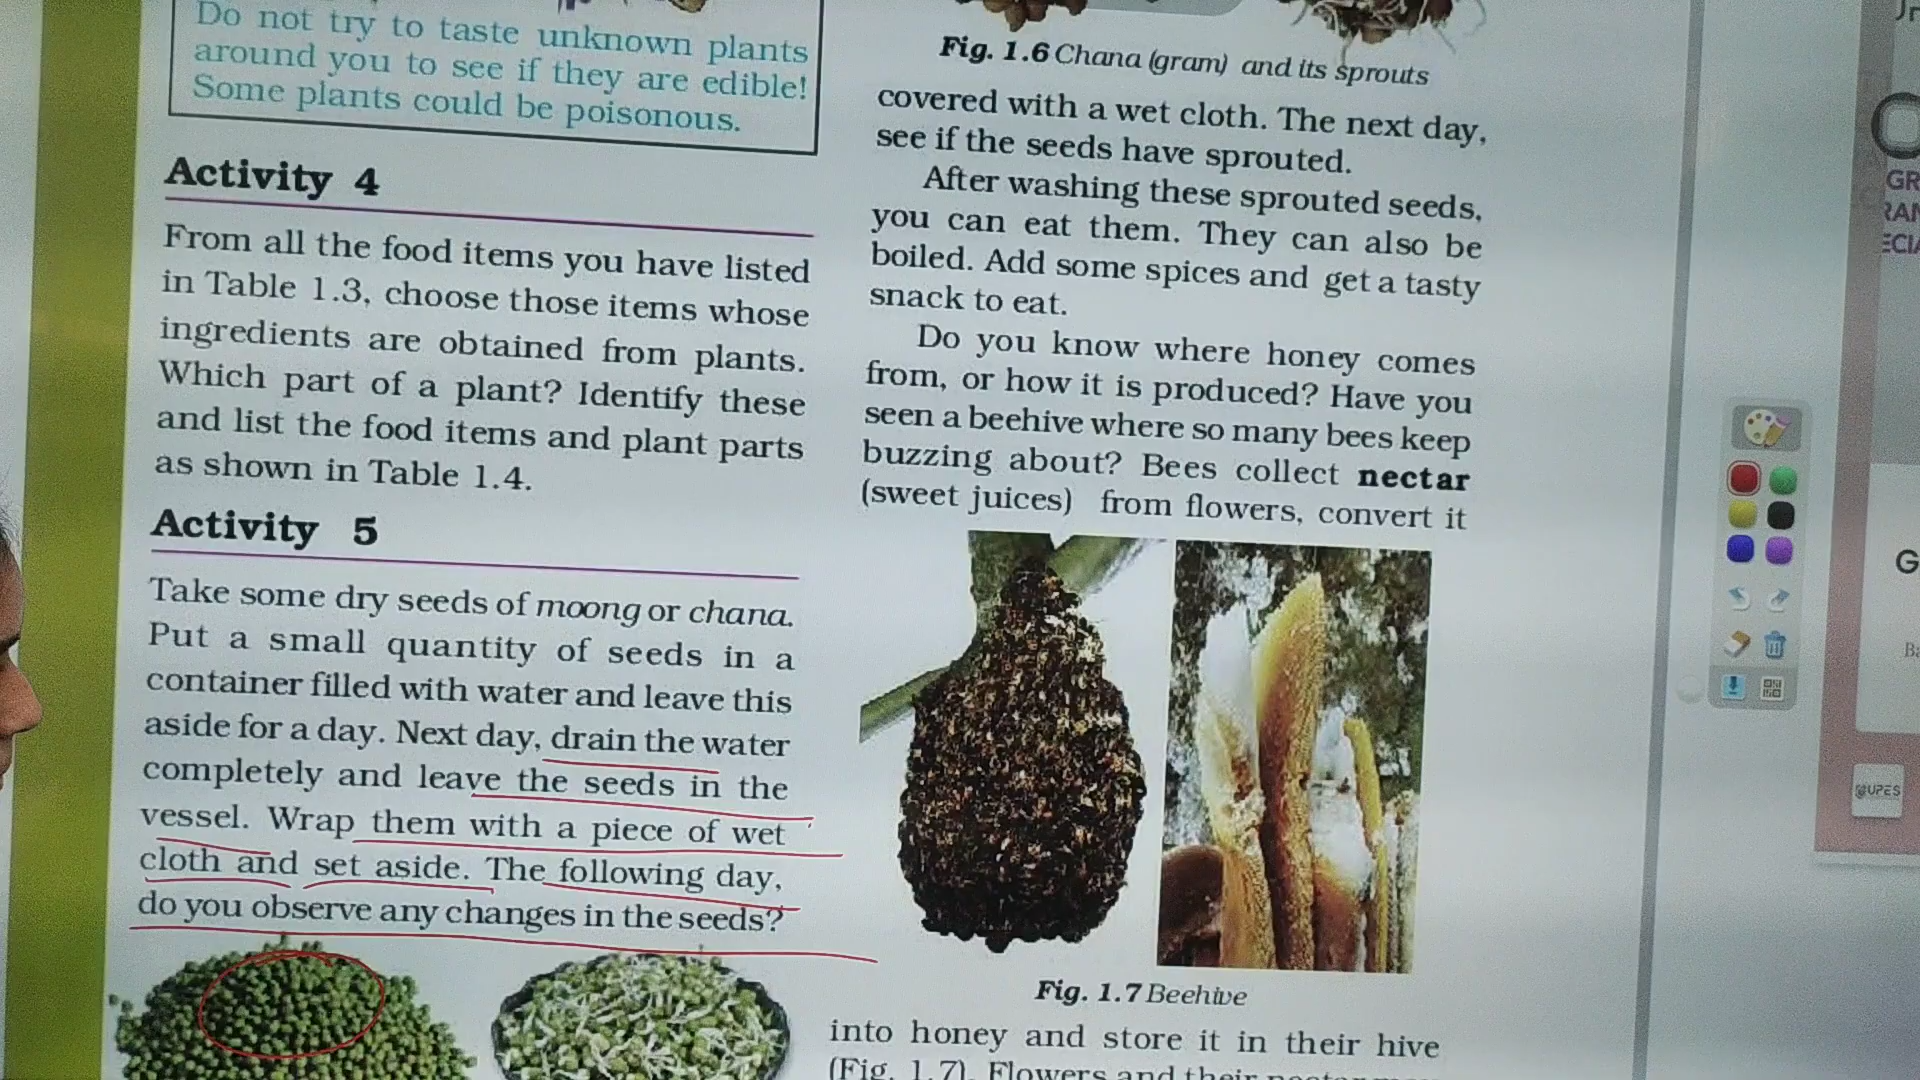 Do not try to taste unknown plants
around you to see if they are edible!
Some plants could be poisonous.
Activity 4
From all the food items you have listed
in Table 1.3, choose those items whose
ingredients are obtained from plants.
Which part of a plant? Identify these
and list the food items and plant parts
as shown in Table 1.4.
Activity 5
Take some dry seeds of moong or chana.
Put a small quantity of seeds in a
container filled with water and leave this
aside for a day. Next day, drain the water
completely and leave the seeds in the
vessel. Wrap them with a piece of wet
cloth and set aside. The following day,
do you observe any changes in the seeds?
Fig. 1.6 Chana (gram) and its sprouts
covered with a wet cloth. The next day,
see if the seeds have sprouted.
After washing these sprouted seeds,
you can eat them. They can also be
boiled. Add some spices and get a tasty
snack to eat.
Do you know where honey comes
from, or how it is produced? Have you
seen a beehive where so many bees keep
buzzing about? Bees collect nectar
(sweet juices) from flowers, convert it
Fig. 1.7 Beehive
into honey and store it in their hive
(Fig. 1.7). Flowers and their
UPES